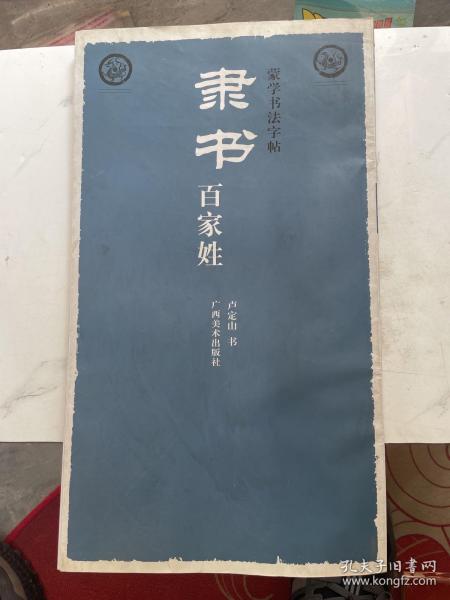 蒙学书法字帖
隶书
百家姓
卢定山 书
广西美术出版社
孔夫子旧书网
www.kongfz.com